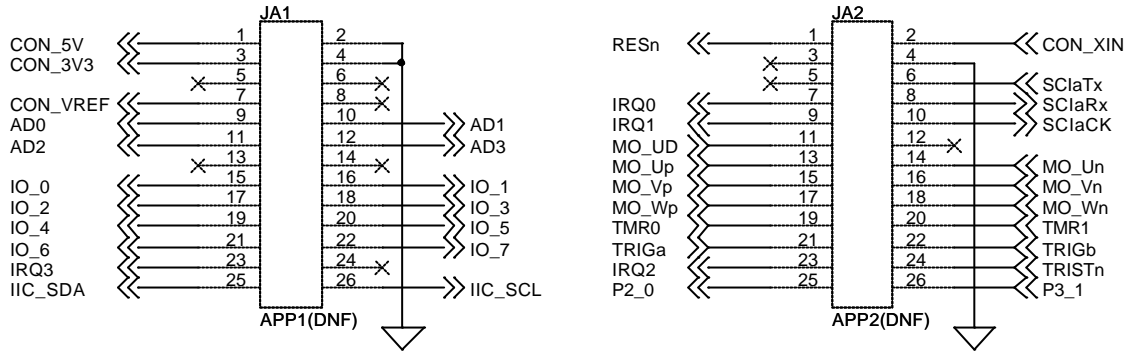 JA1
CON_5V 1 2
CON_3V3 3 4
5 6
CON_VREF 7 8
AD0 9 10 AD1
AD2 11 12 AD3
13 14
IO_0 15 16 IO_1
IO_2 17 18 IO_3
IO_4 19 20 IO_5
IO_6 21 22 IO_7
IRQ3 23 24
IIC_SDA 25 26 IIC_SCL
APP1(DNF)
JA2
RESn 1 2 CON_XIN
3 4
5 6 SCIaTx
IRQ0 7 8 SCIaRx
IRQ1 9 10 SCIaCK
MO_UD 11 12
MO_Up 13 14 MO_Un
MO_Vp 15 16 MO_Vn
MO_Wp 17 18 MO_Wn
TMR0 19 20 TMR1
TRIGa 21 22 TRIGb
IRQ2 23 24 TRISTn
P2_0 25 26 P3_1
APP2(DNF)